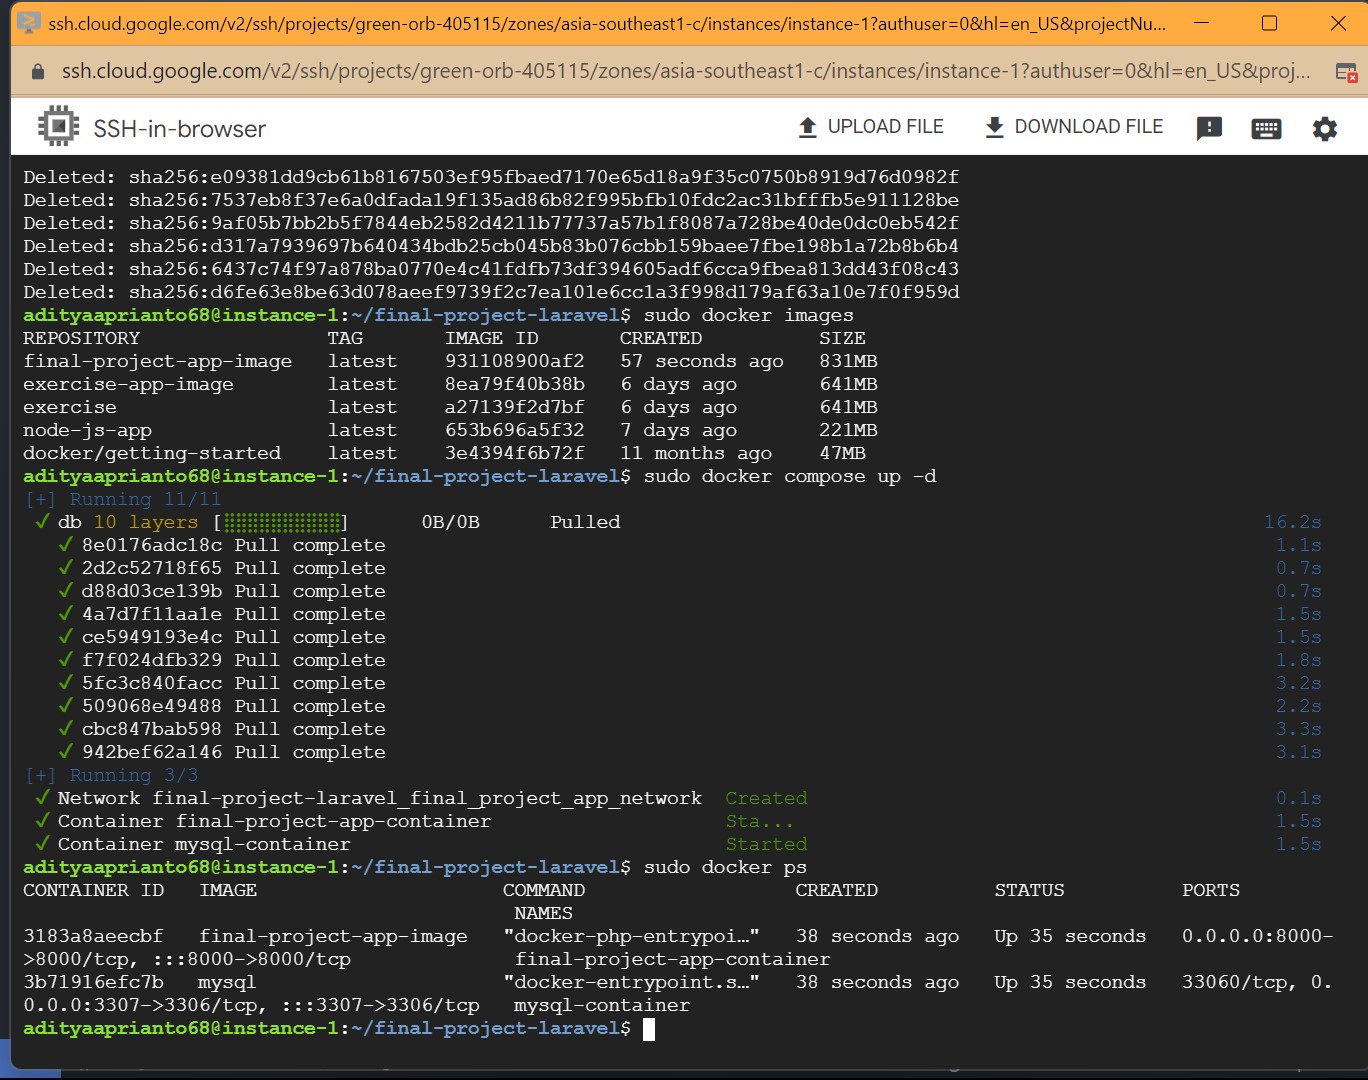 ssh.cloud.google.com/v2/ssh/projects/green-orb-405115/zones/asia-southeast1-c/instances/instance-1?authuser=0&hl=en_US&projectNu...
ssh.cloud.google.com/v2/ssh/projects/green-orb-405115/zones/asia-southeast1-c/instances/instance-1?authuser=0&hl=en_US&proj...
SSH-in-browser UPLOAD FILE DOWNLOAD FILE
Deleted: sha256:e09381dd9cb61b8167503ef95fbaed7170e65d18a9f35c0750b8919d76d0982f
Deleted: sha256:7537eb8f37e6a0dfada19f135ad86b82f995bfb10fdc2ac31bfffb5e911128be
Deleted: sha256:9af05b7bb2b5f7844eb2582d4211b77737a57b1f8087a728be40de0dc0eb542f
Deleted: sha256:d317a7939697b640434bdb25cb045b83b076cbb159baee7fbe198b1a72b8b6b4
Deleted: sha256:6437c74f97a878ba0770e4c41fdfb73df394605adf6cca9fbea813dd43f08c43
Deleted: sha256:d6fe63e8be63d078aeef9739f2c7ea101e6cc1a3f998d179af63a10e7f0f959d
adityaaprianto68@instance-1:~/final-project-laravel$ sudo docker images
REPOSITORY TAG IMAGE ID CREATED SIZE
final-project-app-image latest 931108900af2 57 seconds ago 831MB
exercise-app-image latest 8ea79f40b38b 6 days ago 641MB
exercise latest a27139f2d7bf 6 days ago 641MB
node-js-app latest 653b696a5f32 7 days ago 221MB
docker/getting-started latest 3e4394f6b72f 11 months ago 47MB
adityaaprianto68@instance-1:~/final-project-laravel$ sudo docker compose up -d
[+] Running 11/11
✔ db 10 layers [⣿⣿⣿⣿⣿⣿⣿⣿⣿⣿] 0B/0B Pulled 16.2s
✔ 8e0176adc18c Pull complete 1.1s
✔ 2d2c52718f65 Pull complete 0.7s
✔ d88d03ce139b Pull complete 0.7s
✔ 4a7d7f11aa1e Pull complete 1.5s
✔ ce5949193e4c Pull complete 1.5s
✔ f7f024dfb329 Pull complete 1.8s
✔ 5fc3c840facc Pull complete 3.2s
✔ 509068e49488 Pull complete 2.2s
✔ cbc847bab598 Pull complete 3.3s
✔ 942bef62a146 Pull complete 3.1s
[+] Running 3/3
✔ Network final-project-laravel_final_project_app_network Created 0.1s
✔ Container final-project-app-container Sta... 1.5s
✔ Container mysql-container Started 1.5s
adityaaprianto68@instance-1:~/final-project-laravel$ sudo docker ps
CONTAINER ID IMAGE COMMAND CREATED STATUS PORTS
NAMES
3183a8aeecbf final-project-app-image "docker-php-entrypoi…" 38 seconds ago Up 35 seconds 0.0.0.0:8000-
>8000/tcp, :::8000->8000/tcp final-project-app-container
3b71916efc7b mysql "docker-entrypoint.s…" 38 seconds ago Up 35 seconds 33060/tcp, 0.
0.0.0:3307->3306/tcp, :::3307->3306/tcp mysql-container
adityaaprianto68@instance-1:~/final-project-laravel$